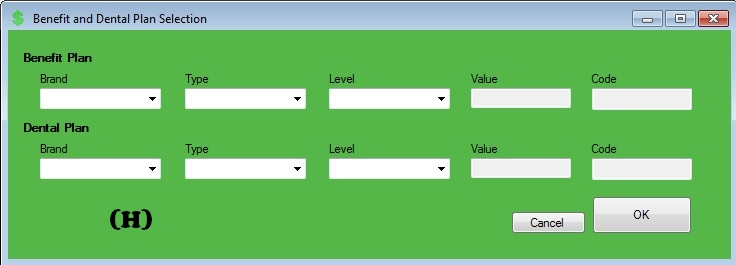 $ Benefit and Dental Plan Selection
Benefit Plan
Brand Type Level Value Code
Dental Plan
Brand Type Level Value Code
(H)
Cancel OK